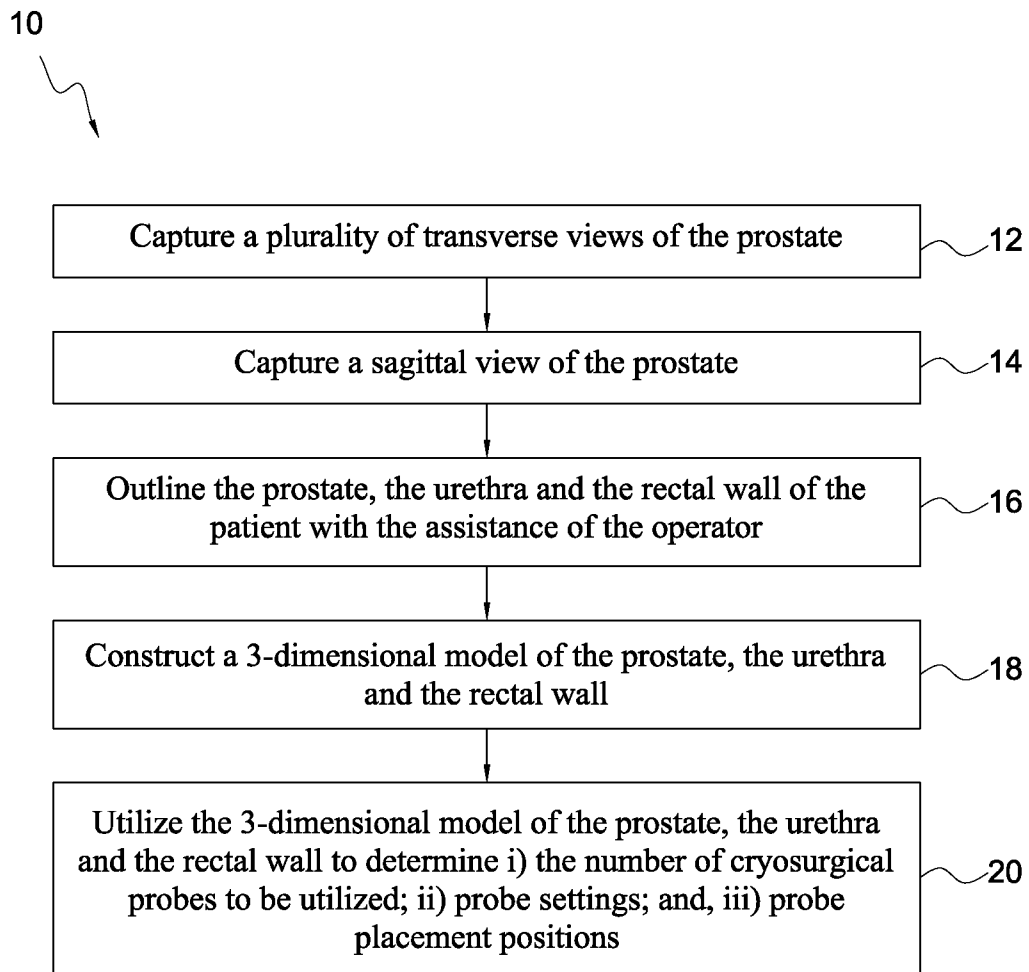 10
Capture a plurality of transverse views of the prostate
12
Capture a sagittal view of the prostate
14
Outline the prostate, the urethra and the rectal wall of the
patient with the assistance of the operator
16
Construct a 3-dimensional model of the prostate, the urethra
and the rectal wall
18
Utilize the 3-dimensional model of the prostate, the urethra
and the rectal wall to determine i) the number of cryosurgical
probes to be utilized; ii) probe settings; and, iii) probe
placement positions
20